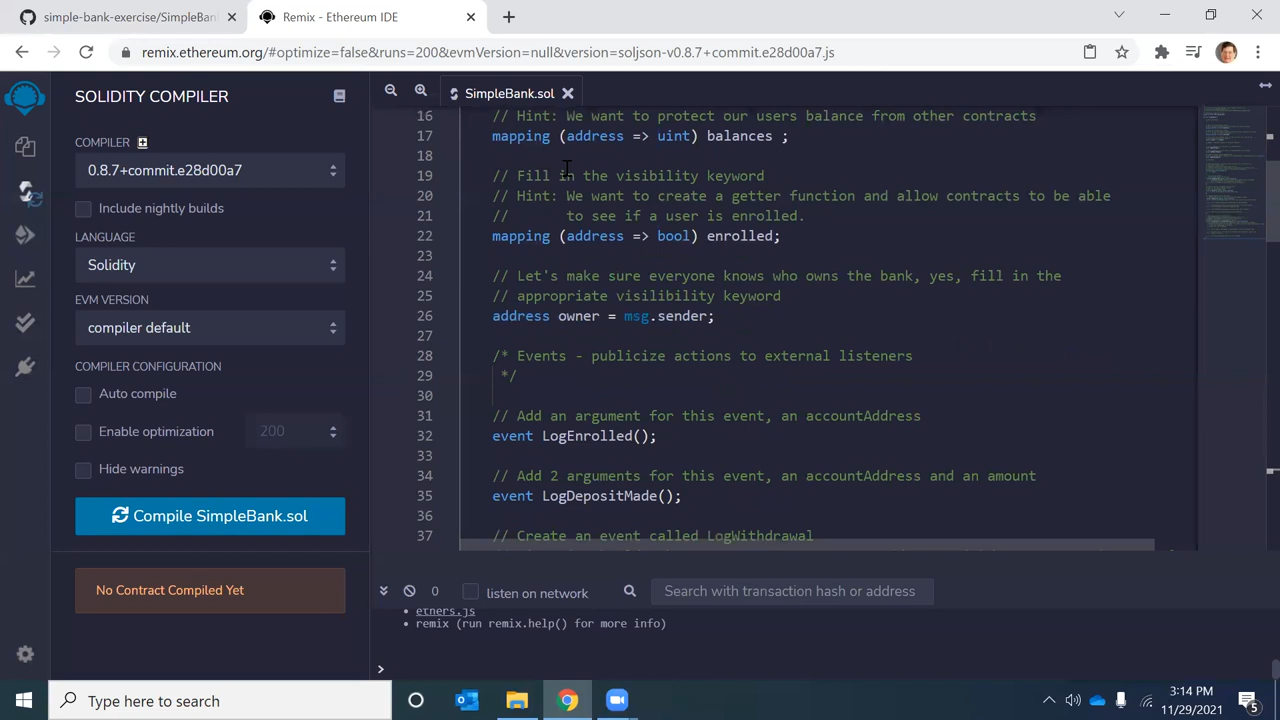 simple-bank-exercise/SimpleBan
Remix - Ethereum IDE
remix.ethereum.org/#optimize=false&runs=200&evmVersion=null&version=soljson-v0.8.7+commit.e28d00a7.js
SOLIDITY COMPILER
COMPILER
0.8.7+commit.e28d00a7
Include nightly builds
LANGUAGE
Solidity
EVM VERSION
compiler default
COMPILER CONFIGURATION
Auto compile
Enable optimization 200
Hide warnings
Compile SimpleBank.sol
No Contract Compiled Yet
SimpleBank.sol
16 // Hint: We want to protect our users balance from other contracts
17 mapping (address => uint) balances ;
18
19 // Fill in the visibility keyword
20 // Hint: We want to create a getter function and allow contracts to be able
21 //       to see if a user is enrolled.
22 mapping (address => bool) enrolled;
23
24 // Let's make sure everyone knows who owns the bank, yes, fill in the
25 // appropriate visilibility keyword
26 address owner = msg.sender;
27
28 /* Events - publicize actions to external listeners
29 */
30
31 // Add an argument for this event, an accountAddress
32 event LogEnrolled();
33
34 // Add 2 arguments for this event, an accountAddress and an amount
35 event LogDepositMade();
36
37 // Create an event called LogWithdrawal
0 listen on network Search with transaction hash or address
• ethers.js
• remix (run remix.help() for more info)
>
Type here to search
3:14 PM
11/29/2021
5